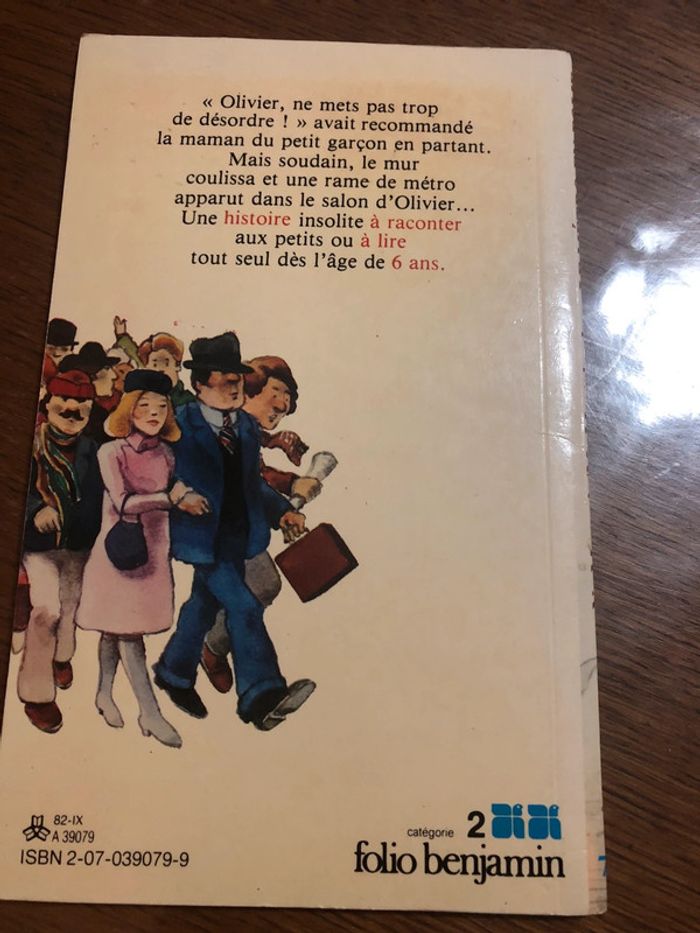 « Olivier, ne mets pas trop
de désordre ! » avait recommandé
la maman du petit garçon en partant.
Mais soudain, le mur
coulissa et une rame de métro
apparut dans le salon d’Olivier...
Une histoire insolite à raconter
aux petits ou à lire
tout seul dès l’âge de 6 ans.
82-IX
A 39079
ISBN 2-07-039079-9
catégorie 2
folio benjamin
7